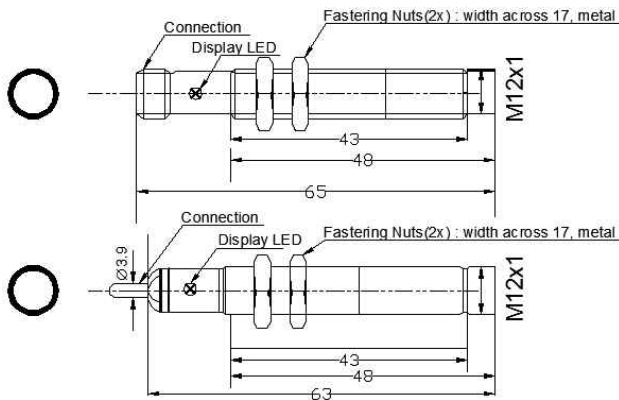 Connection
Fastering Nuts(2x) : width across 17, metal
Display LED
M12x1
43
48
65
Connection
Fastering Nuts(2x) : width across 17, metal
Display LED
Ø3.9
M12x1
43
48
63